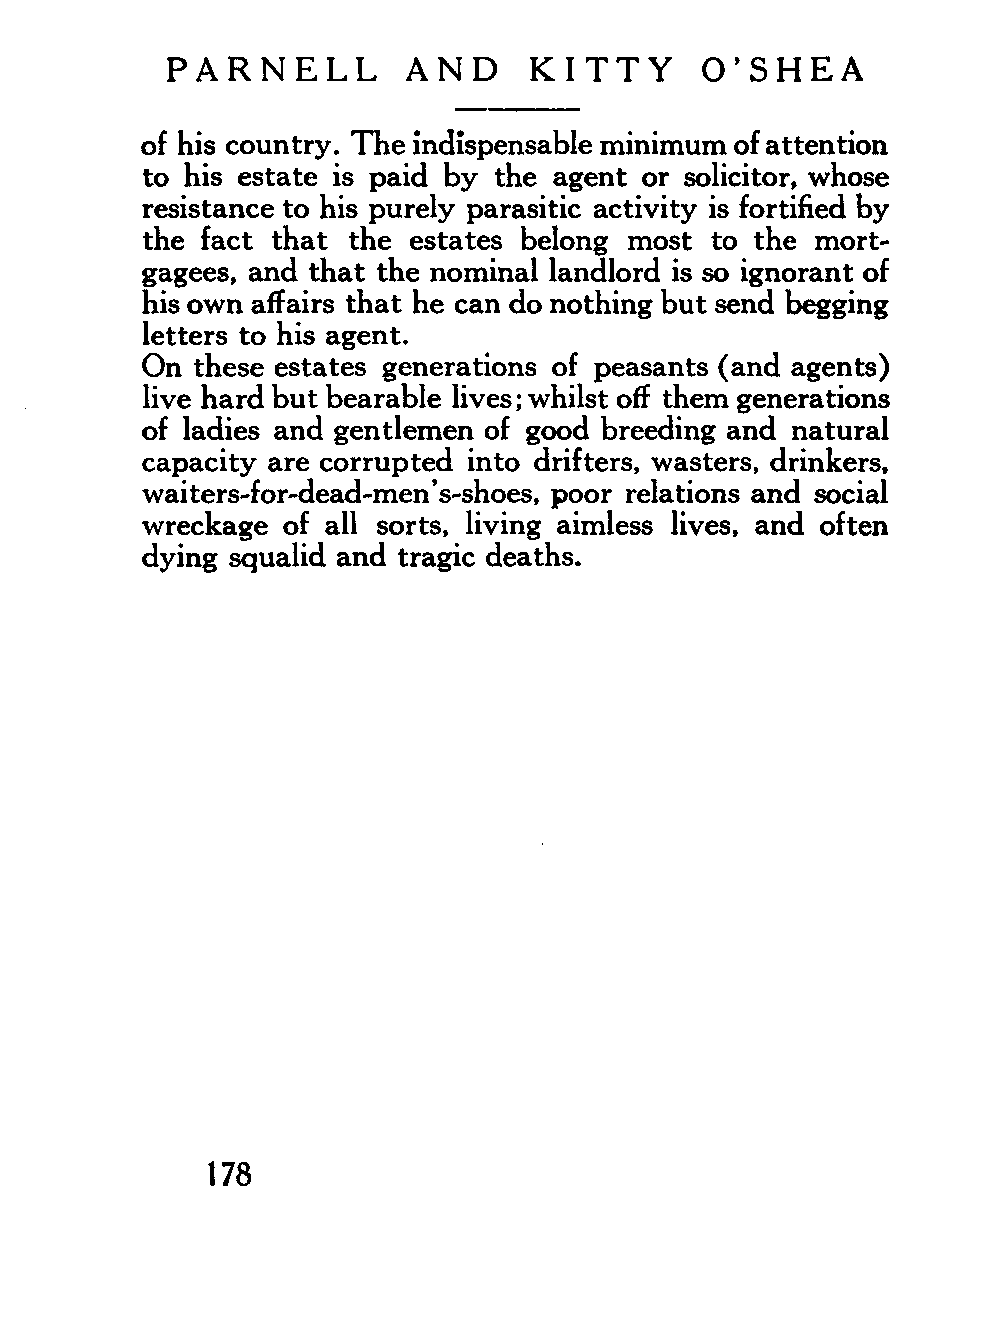 PARNELL AND KITTY O'SHEA
of his country. The indispensable minimum of attention
to his estate is paid by the agent or solicitor, whose
resistance to his purely parasitic activity is fortified by
the fact that the estates belong most to the mort-
gagees, and that the nominal landlord is so ignorant of
his own affairs that he can do nothing but send begging
letters to his agent.
On these estates generations of peasants (and agents)
live hard but bearable lives; whilst off them generations
of ladies and gentlemen of good breeding and natural
capacity are corrupted into drifters, wasters, drinkers,
waiters-for-dead-men's-shoes, poor relations and social
wreckage of all sorts, living aimless lives, and often
dying squalid and tragic deaths.
178